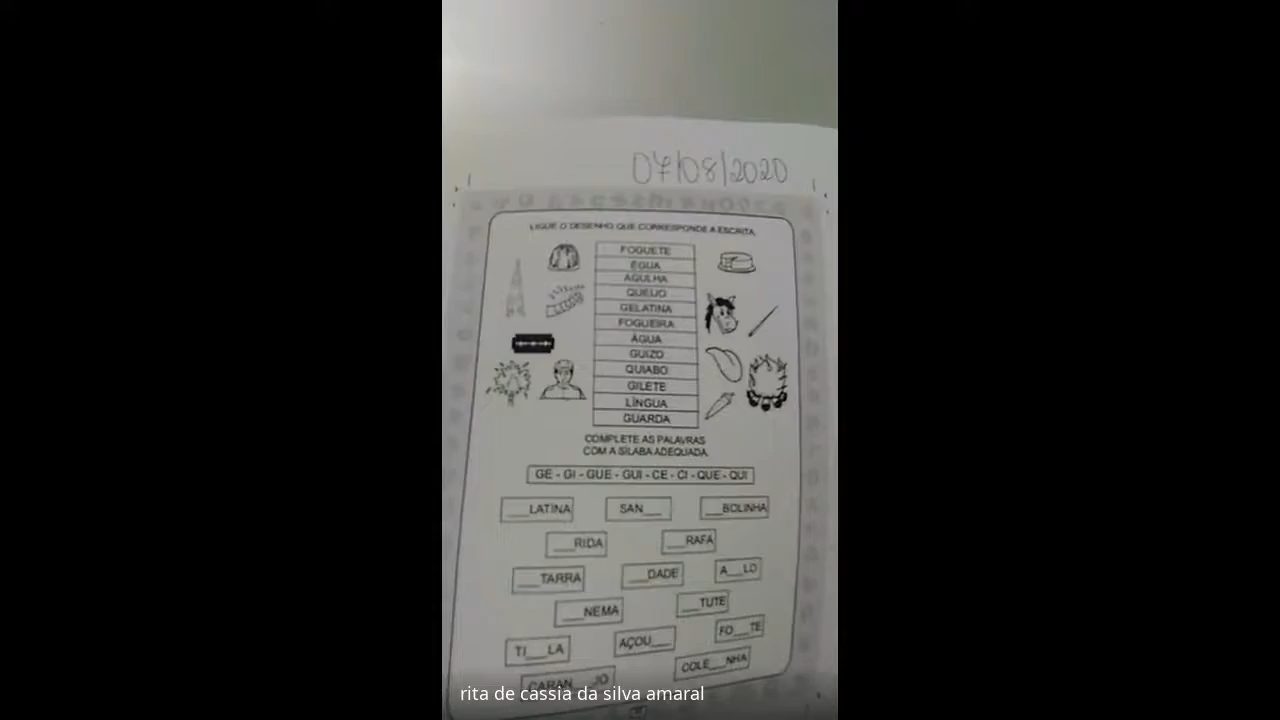 07/08/2020
LIGUE O DESENHO QUE CORRESPONDE A ESCRITA.
FOGUETE
ÉGUA
AGULHA
QUEIJO
GELATINA
FOGUEIRA
ÁGUA
GUIZO
QUIABO
GILETE
LÍNGUA
GUARDA
COMPLETE AS PALAVRAS
COM A SÍLABA ADEQUADA.
GE - GI - GUE - GUI - CE - CI - QUE - QUI
___LATINA SAN___ ___BOLINHA
___RIDA ___RAFA
___TARRA ___DADE A___LO
___NEMA ___TUTE
TI___LA AÇOU___ FO___TE
CARAN___JO COLE___NHA
rita de cassia da silva amaral